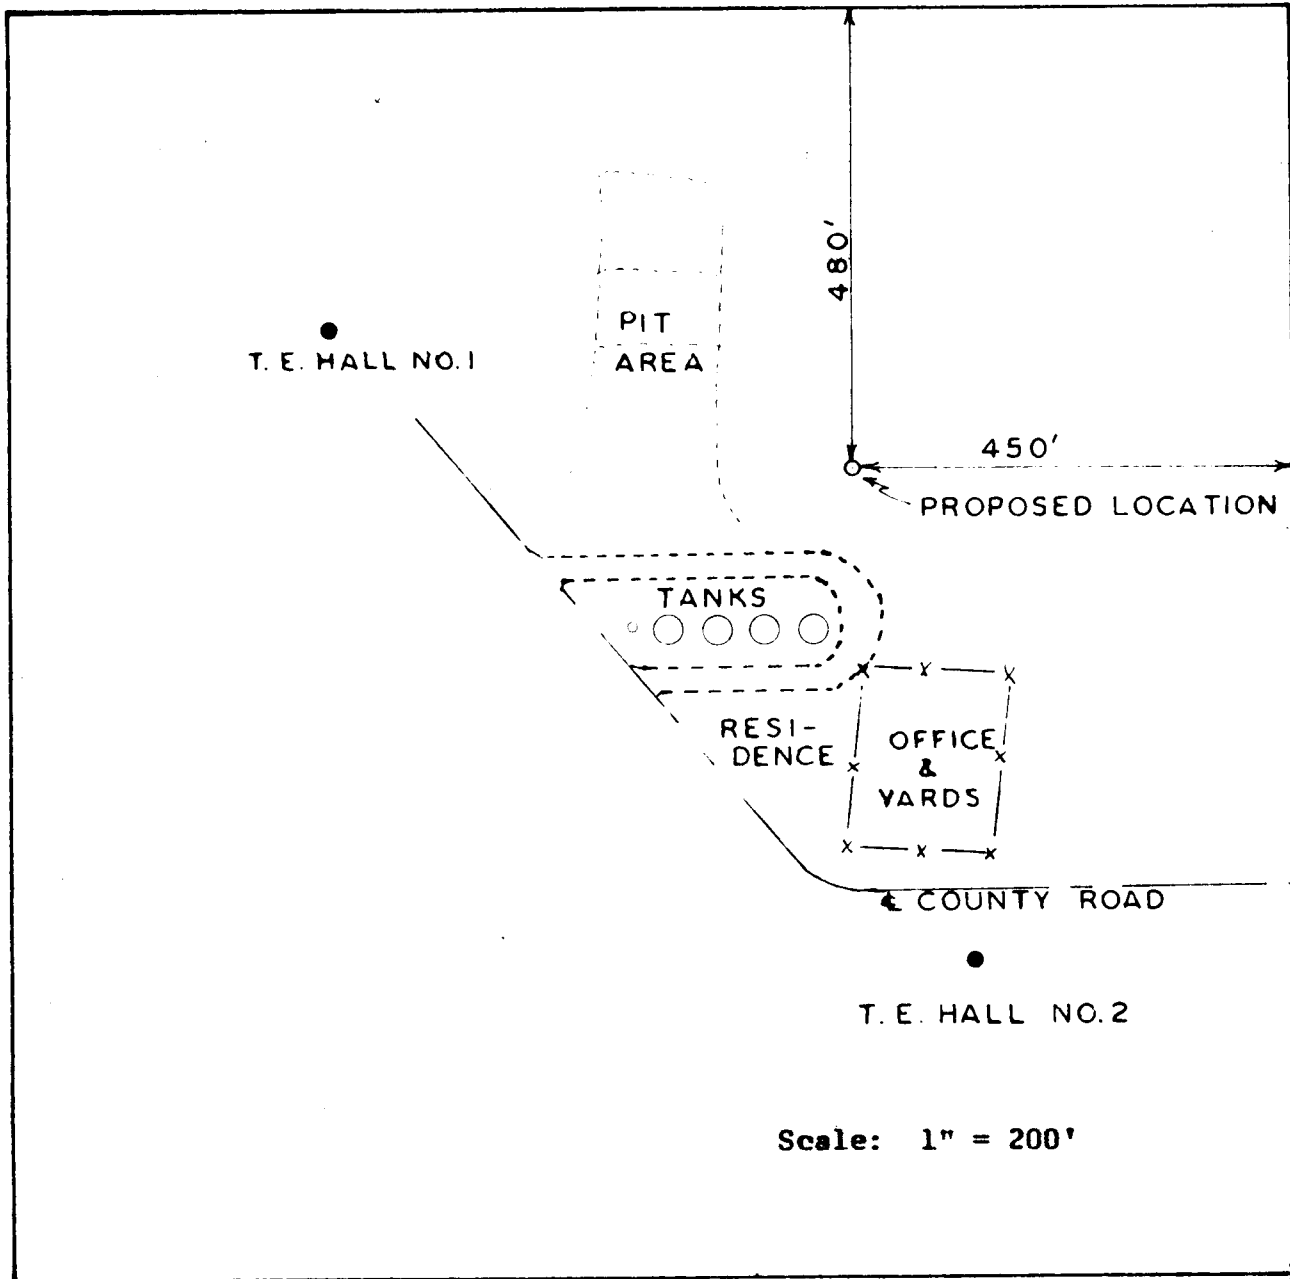 480'
PIT
AREA
T. E. HALL NO. 1
450'
PROPOSED LOCATION
TANKS
RESI-
DENCE
OFFICE
&
YARDS
℄ COUNTY ROAD
T. E. HALL NO. 2
Scale: 1" = 200'